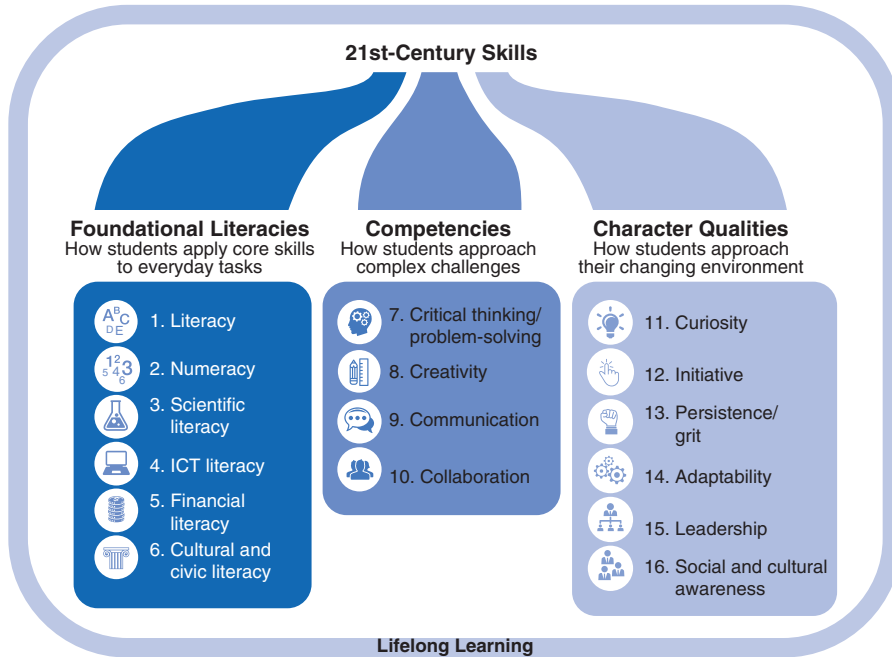 21st-Century Skills
Foundational Literacies
How students apply core skills
to everyday tasks
1. Literacy
2. Numeracy
3. Scientific
literacy
4. ICT literacy
5. Financial
literacy
6. Cultural and
civic literacy
Competencies
How students approach
complex challenges
7. Critical thinking/
problem-solving
8. Creativity
9. Communication
10. Collaboration
Character Qualities
How students approach
their changing environment
11. Curiosity
12. Initiative
13. Persistence/
grit
14. Adaptability
15. Leadership
16. Social and cultural
awareness
Lifelong Learning